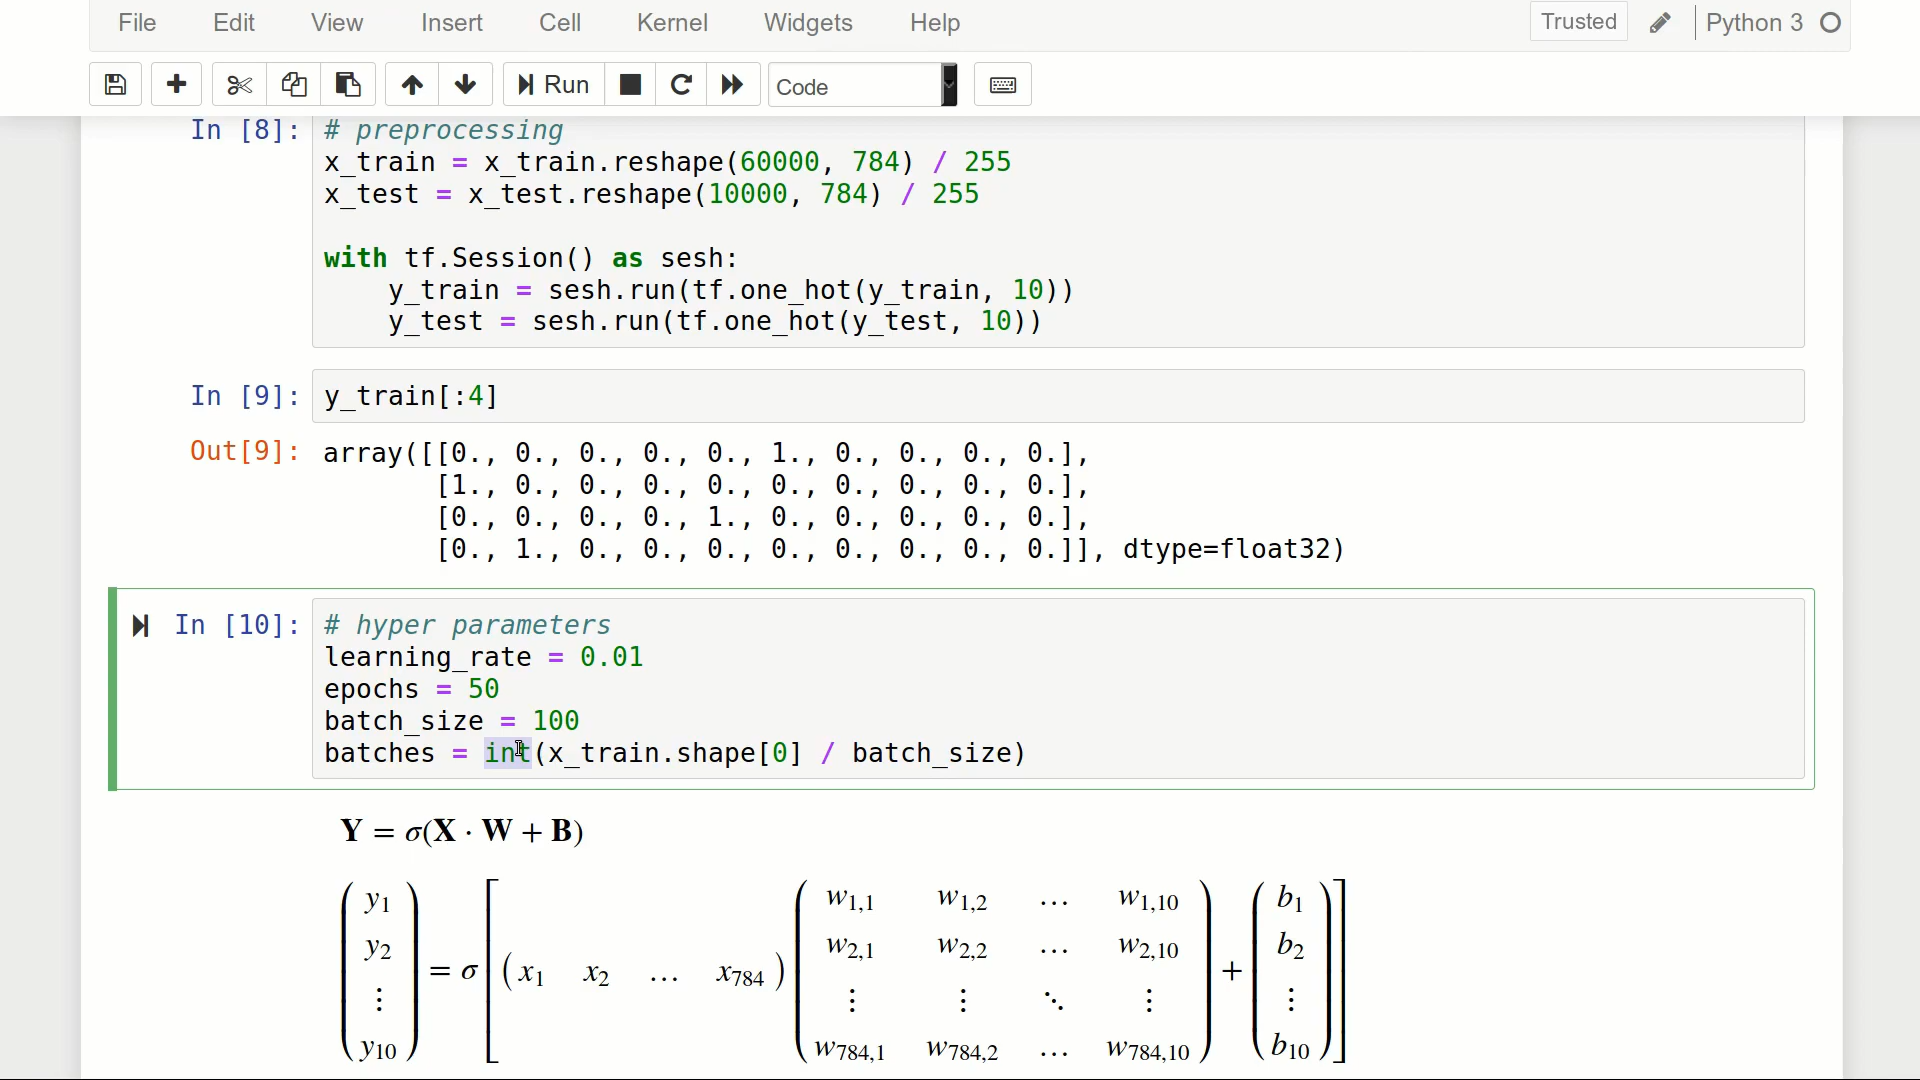 File Edit View Insert Cell Kernel Widgets Help Trusted Python 3
Run Code
In [8]: # preprocessing
x_train = x_train.reshape(60000, 784) / 255
x_test = x_test.reshape(10000, 784) / 255
with tf.Session() as sesh:
y_train = sesh.run(tf.one_hot(y_train, 10))
y_test = sesh.run(tf.one_hot(y_test, 10))
In [9]: y_train[:4]
Out[9]: array([[0., 0., 0., 0., 0., 1., 0., 0., 0., 0.],
[1., 0., 0., 0., 0., 0., 0., 0., 0., 0.],
[0., 0., 0., 0., 1., 0., 0., 0., 0., 0.],
[0., 1., 0., 0., 0., 0., 0., 0., 0., 0.]], dtype=float32)
In [10]: # hyper parameters
learning_rate = 0.01
epochs = 50
batch_size = 100
batches = int(x_train.shape[0] / batch_size)
Y = σ(X · W + B)
y1 w1,1 w1,2 … w1,10 b1
y2 w2,1 w2,2 … w2,10 b2
= σ [ ( x1 x2 … x784 ) +
⋮ ⋮ ⋮ ⋱ ⋮ ⋮
y10 w784,1 w784,2 … w784,10 b10